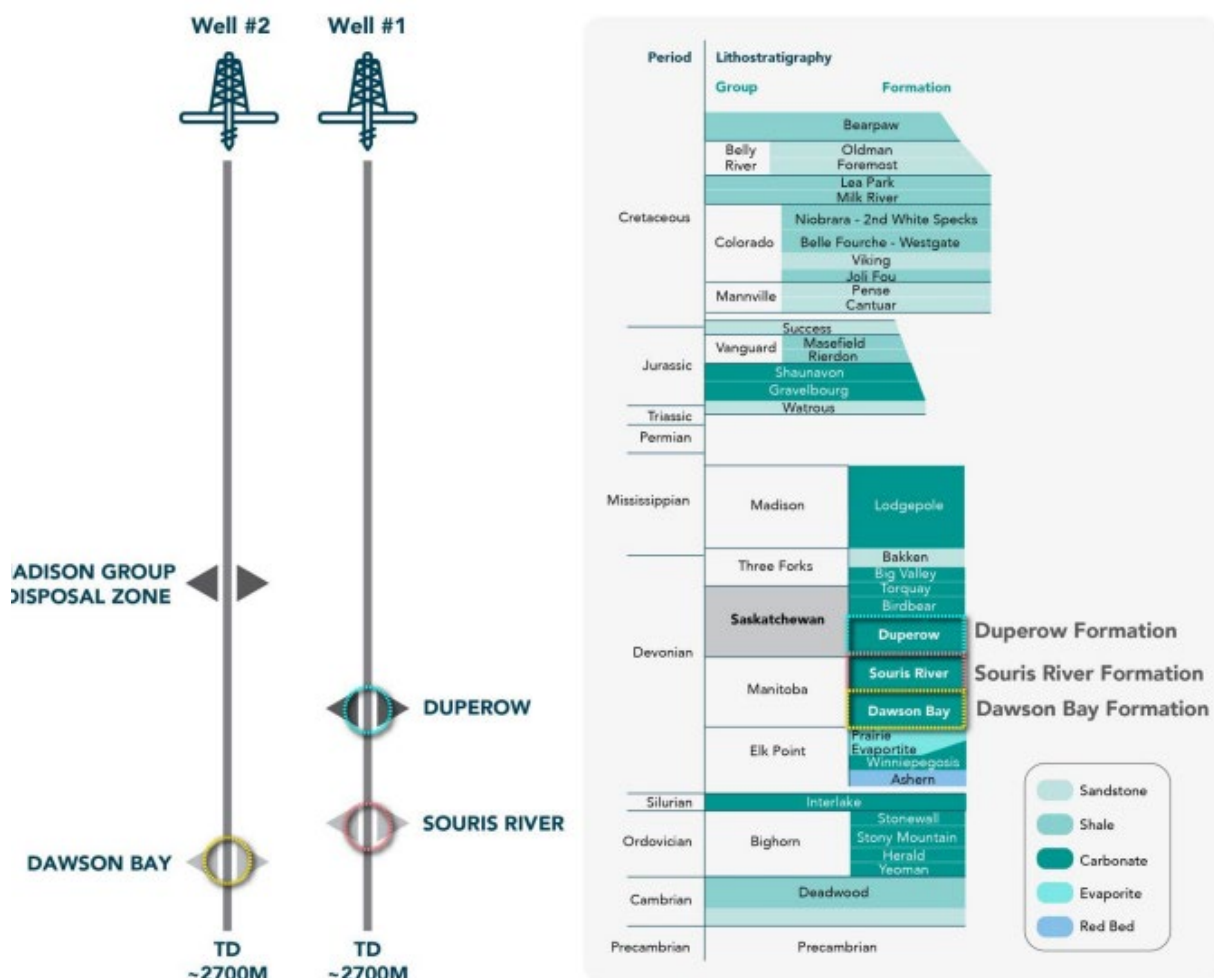 Well #2
Well #1
ADISON GROUP
DISPOSAL ZONE
DUPEROW
SOURIS RIVER
DAWSON BAY
TD
~2700M
TD
~2700M
Period
Lithostratigraphy
Group
Formation
Cretaceous
Bearpaw
Belly
River
Oldman
Foremost
Lea Park
Milk River
Colorado
Niobrara - 2nd White Specks
Belle Fourche - Westgate
Viking
Joli Fou
Mannville
Pense
Cantuar
Success
Jurassic
Vanguard
Masefield
Rierdon
Shaunavon
Gravelbourg
Triassic
Watrous
Permian
Mississippian
Madison
Lodgepole
Devonian
Three Forks
Bakken
Big Valley
Torquay
Birdbear
Saskatchewan
Duperow
Duperow Formation
Manitoba
Souris River
Souris River Formation
Dawson Bay
Dawson Bay Formation
Elk Point
Prairie
Evaportite
Winniepegosis
Ashern
Silurian
Interlake
Ordovician
Bighorn
Stonewall
Stony Mountain
Herald
Yeoman
Cambrian
Deadwood
Precambrian
Precambrian
Sandstone
Shale
Carbonate
Evaporite
Red Bed